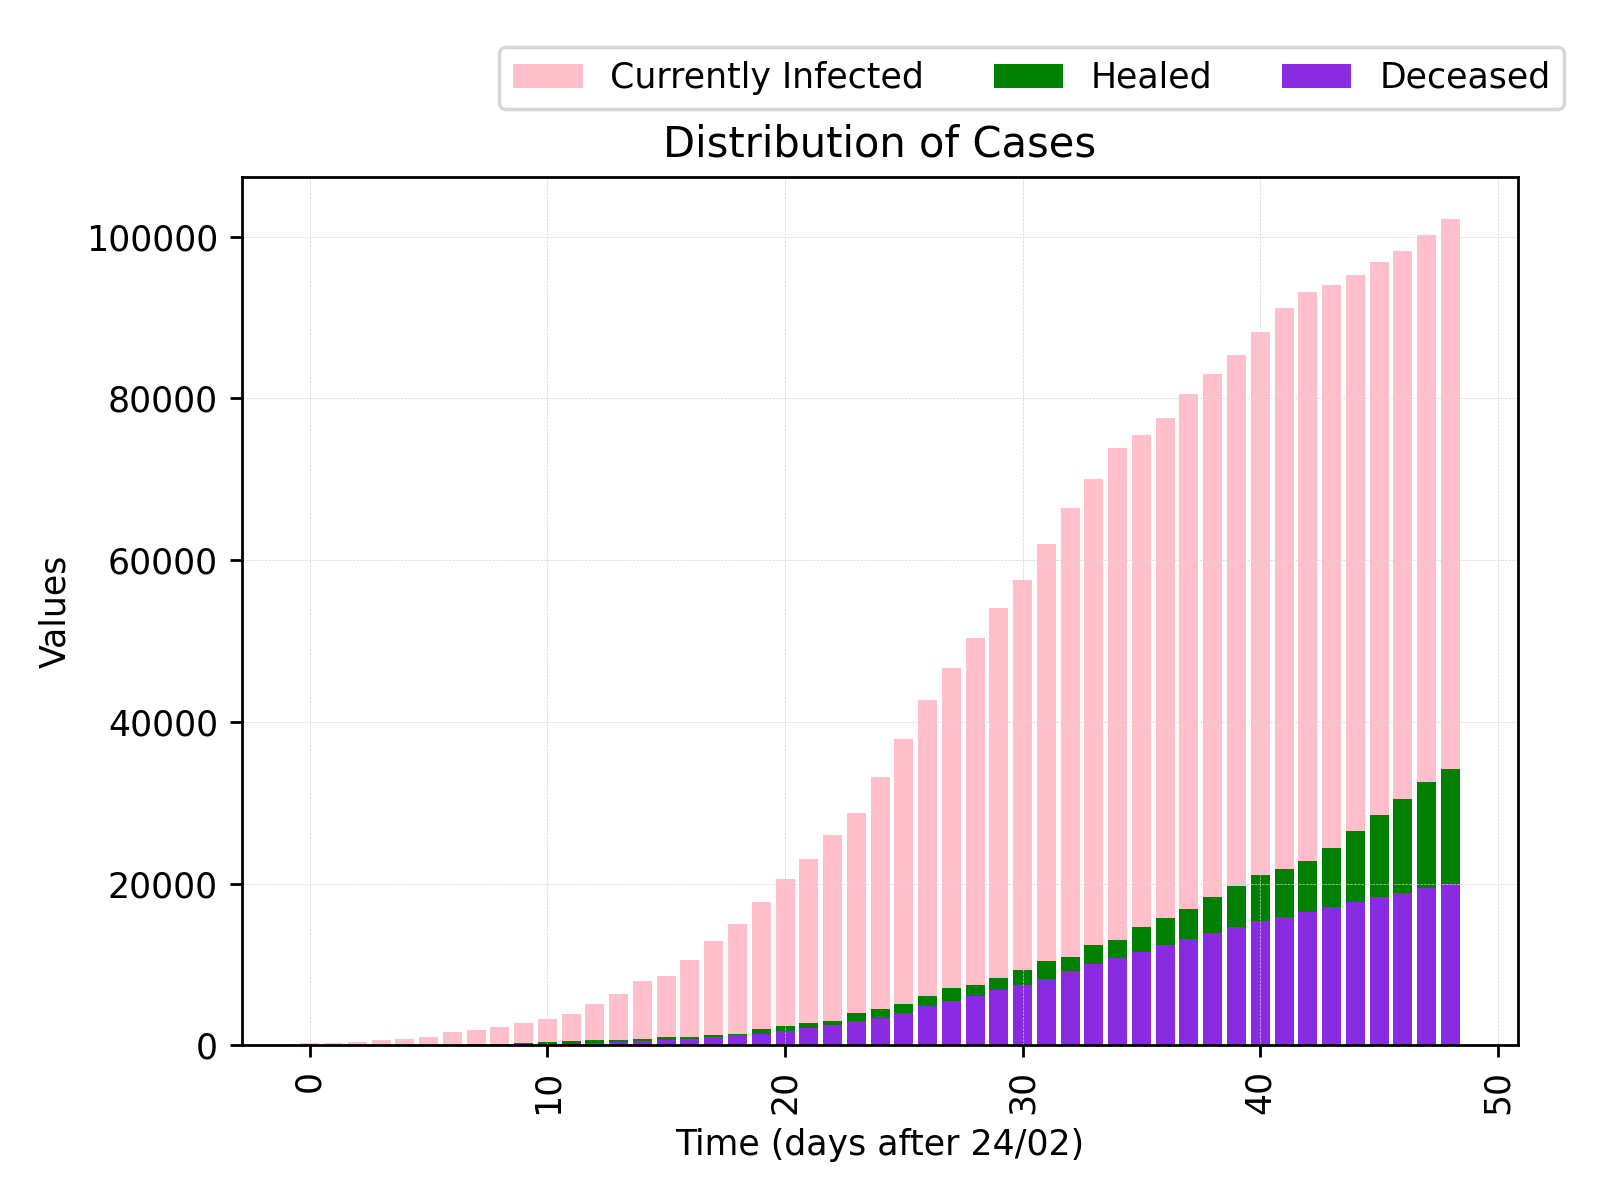 Currently Infected Healed Deceased
Distribution of Cases
100000
80000
60000
40000
20000
0
Values
0 10 20 30 40 50
Time (days after 24/02)